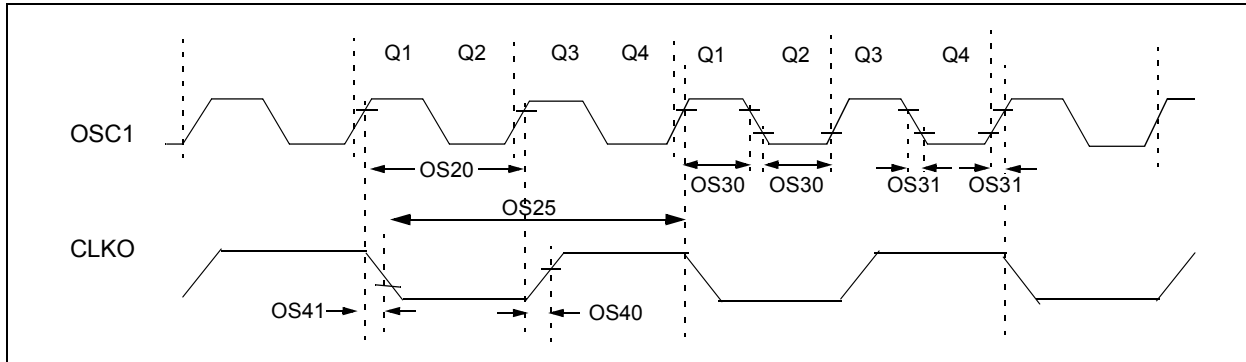 Q1 Q2 Q3 Q4 Q1 Q2 Q3 Q4
OSC1
OS20 OS30 OS30 OS31 OS31
OS25
CLKO
OS41 OS40